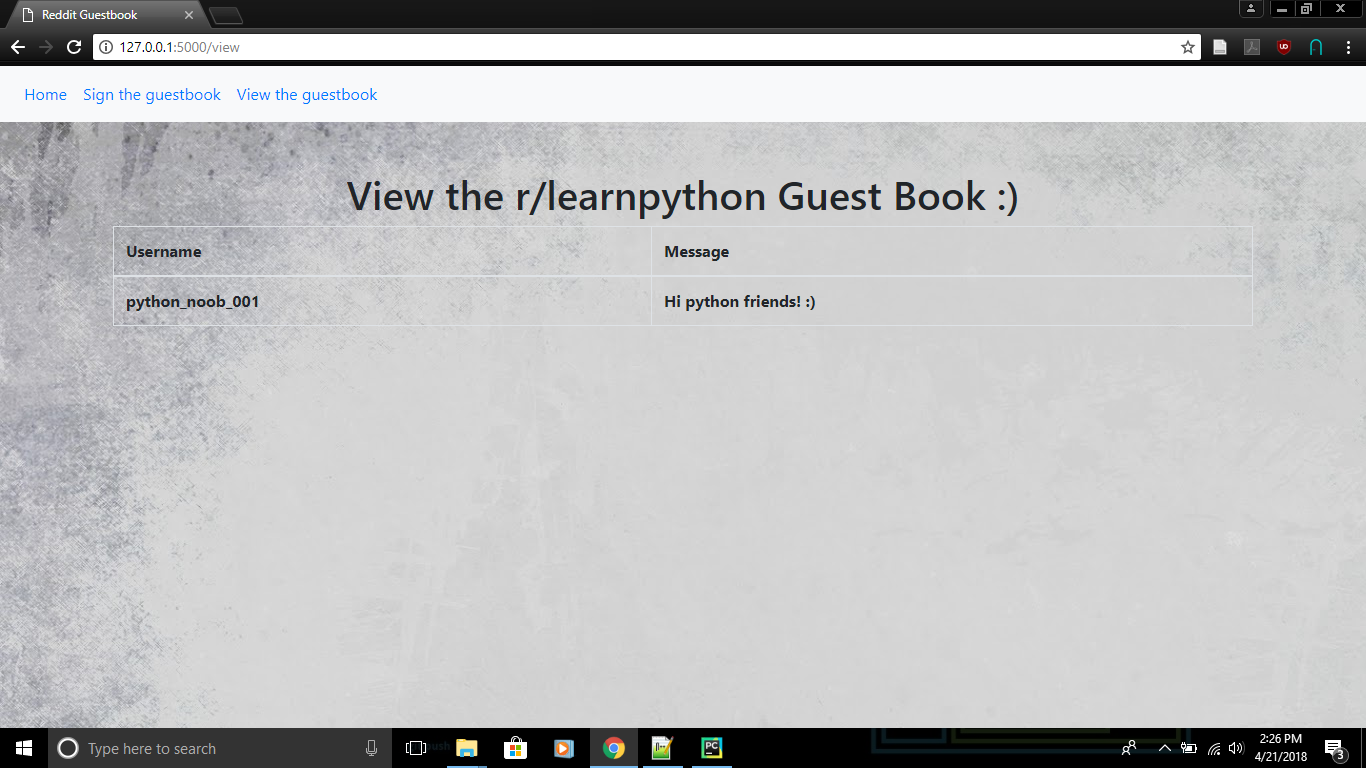 Reddit Guestbook
127.0.0.1:5000/view
Home Sign the guestbook View the guestbook
View the r/learnpython Guest Book :)
Username Message
python_noob_001 Hi python friends! :)
Type here to search
2:26 PM
4/21/2018
3